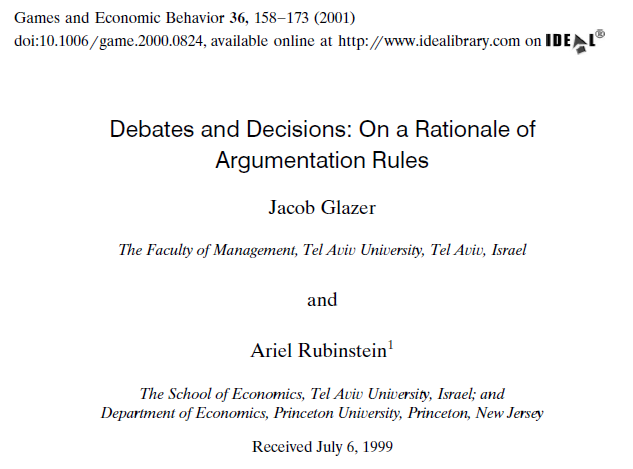 Games and Economic Behavior 36, 158–173 (2001)
doi:10.1006/game.2000.0824, available online at http://www.idealibrary.com on IDEAL®
Debates and Decisions: On a Rationale of
Argumentation Rules
Jacob Glazer
The Faculty of Management, Tel Aviv University, Tel Aviv, Israel
and
Ariel Rubinstein1
The School of Economics, Tel Aviv University, Israel; and
Department of Economics, Princeton University, Princeton, New Jersey
Received July 6, 1999